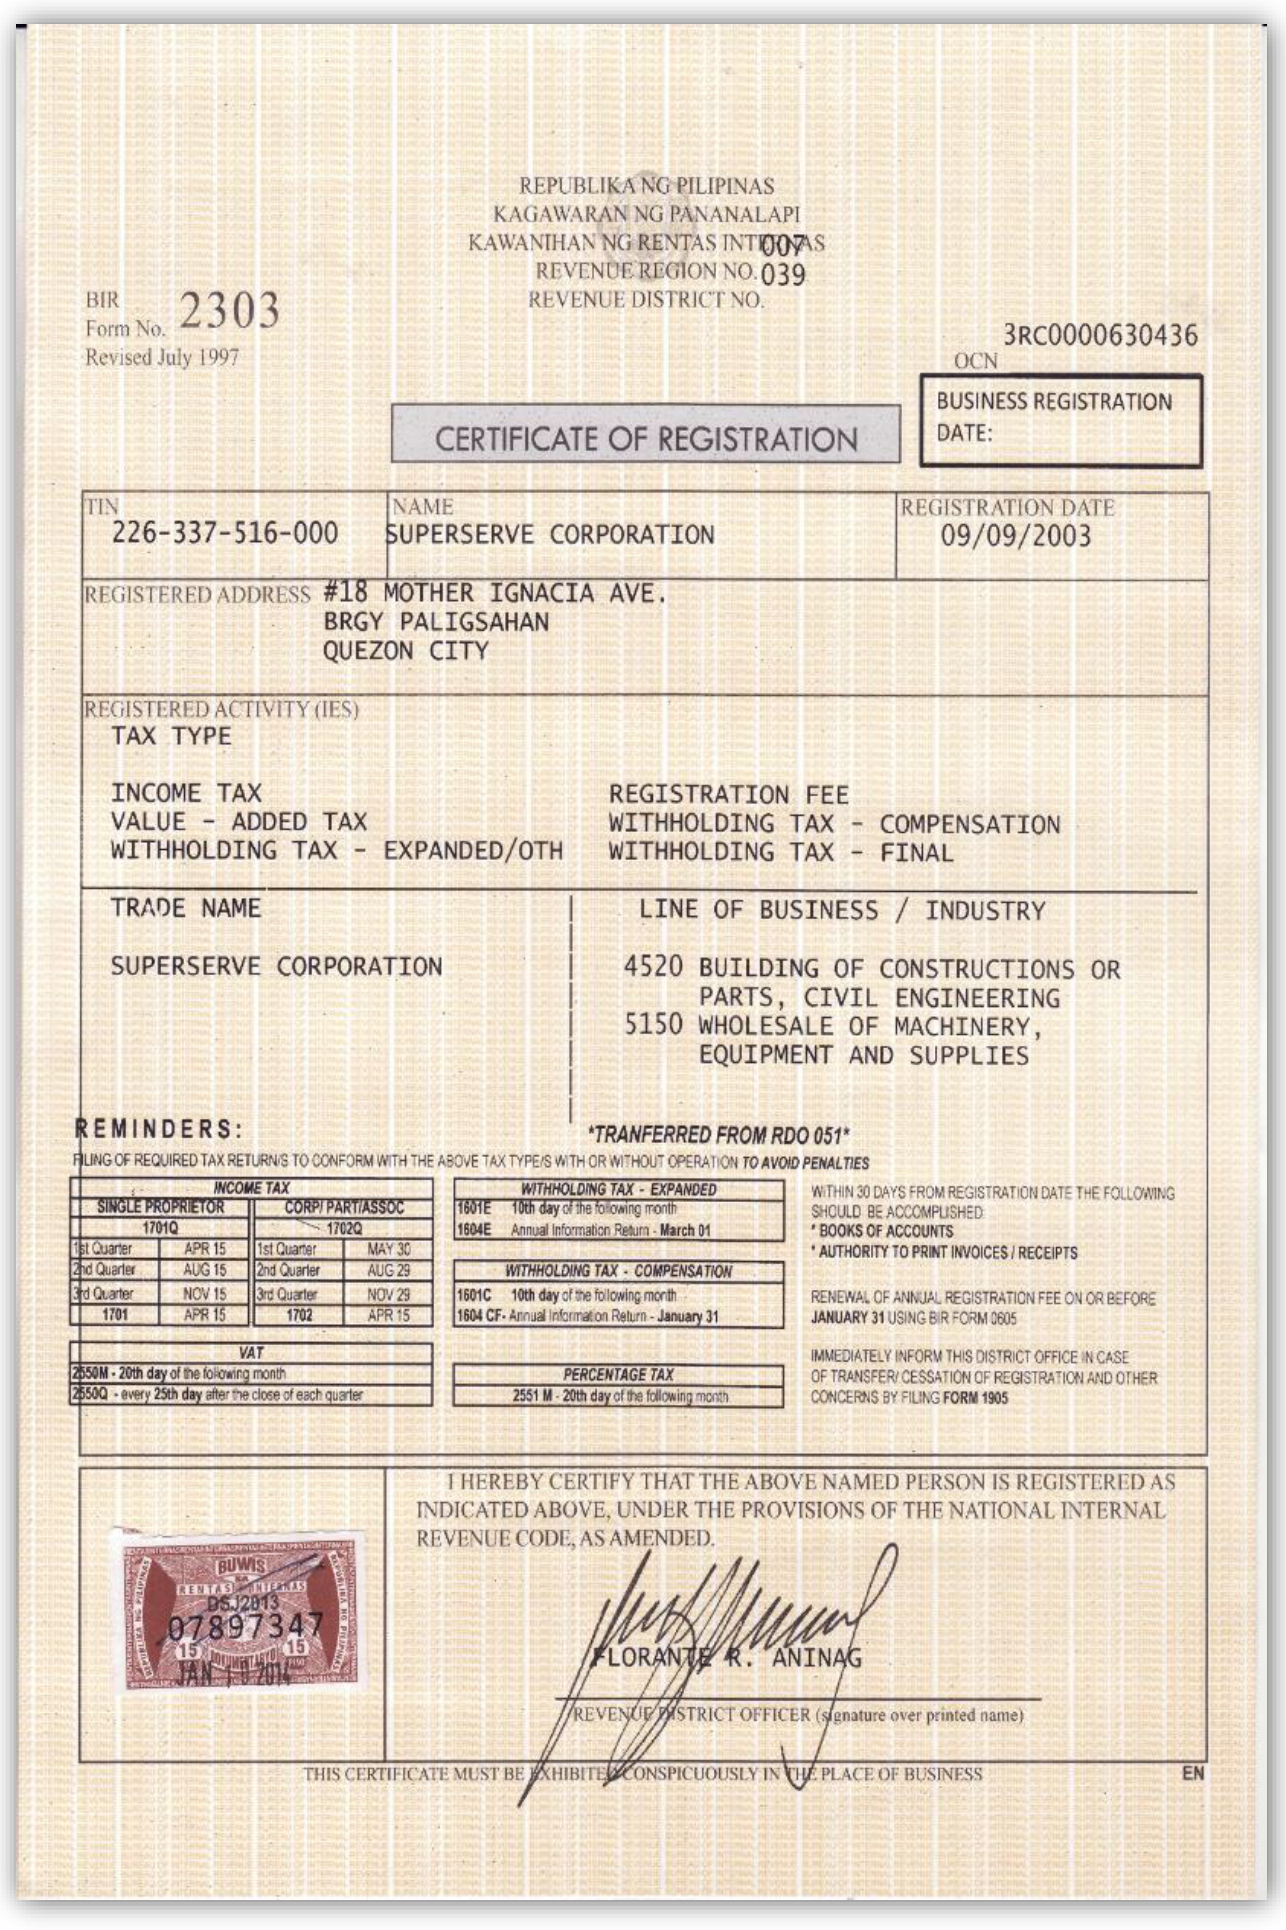 REPUBLIKA NG PILIPINAS
KAGAWARAN NG PANANALAPI
KAWANIHAN NG RENTAS INTERNAS
007
REVENUE REGION NO.
039
REVENUE DISTRICT NO.
BIR
Form No. 2303
Revised July 1997
3RC0000630436
OCN
BUSINESS REGISTRATION
DATE:
CERTIFICATE OF REGISTRATION
TIN
226-337-516-000
NAME
SUPERSERVE CORPORATION
REGISTRATION DATE
09/09/2003
REGISTERED ADDRESS #18 MOTHER IGNACIA AVE.
BRGY PALIGSAHAN
QUEZON CITY
REGISTERED ACTIVITY (IES)
TAX TYPE
INCOME TAX REGISTRATION FEE
VALUE - ADDED TAX WITHHOLDING TAX - COMPENSATION
WITHHOLDING TAX - EXPANDED/OTH WITHHOLDING TAX - FINAL
TRADE NAME LINE OF BUSINESS / INDUSTRY
SUPERSERVE CORPORATION 4520 BUILDING OF CONSTRUCTIONS OR
PARTS, CIVIL ENGINEERING
5150 WHOLESALE OF MACHINERY,
EQUIPMENT AND SUPPLIES
REMINDERS:
*TRANFERRED FROM RDO 051*
FILING OF REQUIRED TAX RETURN/S TO CONFORM WITH THE ABOVE TAX TYPE/S WITH OR WITHOUT OPERATION TO AVOID PENALTIES
INCOME TAX
SINGLE PROPRIETOR CORP/ PART/ASSOC
1701Q 1702Q
1st Quarter APR 15 1st Quarter MAY 30
2nd Quarter AUG 15 2nd Quarter AUG 29
3rd Quarter NOV 15 3rd Quarter NOV 29
1701 APR 15 1702 APR 15
VAT
2550M - 20th day of the following month
2550Q - every 25th day after the close of each quarter
WITHHOLDING TAX - EXPANDED
1601E 10th day of the following month
1604E Annual Information Return - March 01
WITHHOLDING TAX - COMPENSATION
1601C 10th day of the following month
1604 CF- Annual Information Return - January 31
PERCENTAGE TAX
2551 M - 20th day of the following month
WITHIN 30 DAYS FROM REGISTRATION DATE THE FOLLOWING
SHOULD BE ACCOMPLISHED
* BOOKS OF ACCOUNTS
* AUTHORITY TO PRINT INVOICES / RECEIPTS
RENEWAL OF ANNUAL REGISTRATION FEE ON OR BEFORE
JANUARY 31 USING BIR FORM 0605
IMMEDIATELY INFORM THIS DISTRICT OFFICE IN CASE
OF TRANSFER/ CESSATION OF REGISTRATION AND OTHER
CONCERNS BY FILING FORM 1905
I HEREBY CERTIFY THAT THE ABOVE NAMED PERSON IS REGISTERED AS
INDICATED ABOVE, UNDER THE PROVISIONS OF THE NATIONAL INTERNAL
REVENUE CODE, AS AMENDED.
BUWIS
SA
RENTAS INTERNAS
REPUBLIKA NG PILIPINAS
REPUBLIKA NG PILIPINAS
DSJ2013
07897347
15 15
DOKUMENTARYO
JAN 2014
FLORANTE R. ANINAG
REVENUE DISTRICT OFFICER (signature over printed name)
THIS CERTIFICATE MUST BE EXHIBITED CONSPICUOUSLY IN THE PLACE OF BUSINESS
EN